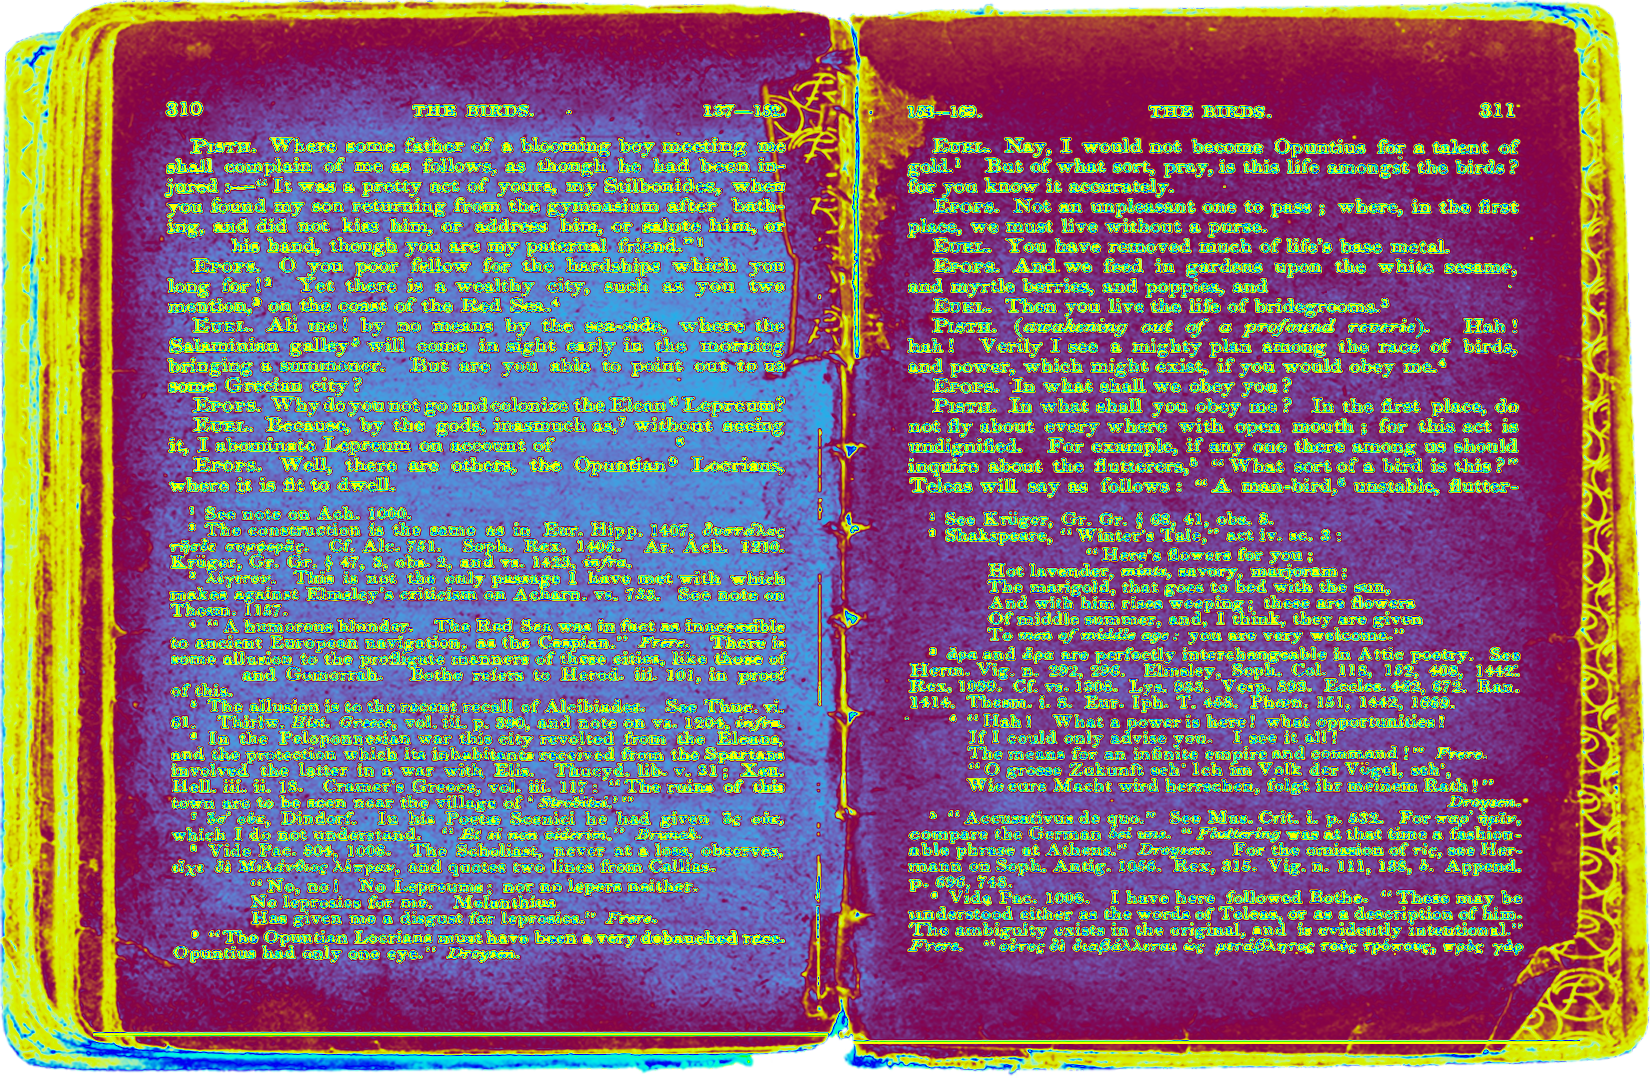 310 THE BIRDS. 137—152.
PISTH. Where some father of a blooming boy meeting me
shall complain of me as follows, as though he had been in-
jured :—"It was a pretty act of yours, my Stilbonides, when
you found my son returning from the gymnasium after bath-
ing, and did not kiss him, or address him, or salute him, or
his hand, though you are my paternal friend."¹
EPOPS. O you poor fellow for the hardships which you
long for!² Yet there is a wealthy city, such as you two
mention,³ on the coast of the Red Sea.⁴
EUEL. Ah me! by no means by the sea-side, where the
Salaminian galley⁵ will come in sight early in the morning
bringing a summoner. But are you able to point out to us
some Grecian city?
EPOPS. Why do you not go and colonize the Elean⁶ Lepreum?
EUEL. Because, by the gods, inasmuch as,⁷ without seeing
it, I abominate Lepreum on account of ⁸
EPOPS. Well, there are others, the Opuntian⁹ Locrians,
where it is fit to dwell.
¹ See note on Ach.
² The construction is the same as in Eur. Hipp. 1407,
Cf. Alc. 751. Soph. Rex, Ar. Ach. 1210.
Krüger, Gr. Gr. § 47, 3, obs. 2, and vs. 1423, infra.
³ This is not the only passage I have met with which
makes against Elmsley's criticism on Acharn. vs. 733. See note on
Thesm. 1157.
⁴ "A humorous blunder. The Red Sea was in fact as inaccessible
to ancient European navigation, as the Caspian." Frere. There is
some allusion to the profligate manners of these cities, like those of
and Gomorrah. Bothe refers to Herod. iii. 101, in proof
of this.
⁵ The allusion is to the recent recall of Alcibiades. See Thuc. vi.
61. Thirlw. Hist. Greece, vol. iii. p. 390, and note on vs. 1204, infra.
⁶ In the Peloponnesian war this city revolted from the Eleans,
and the protection which its inhabitants received from the Spartans
involved the latter in a war with Elis. Thucyd. lib. v. 31; Xen.
Hell. iii. ii. 18. Cramer's Greece, vol. iii. 117: "The ruins of this
town are to be seen near the village of 'Strobitzi.'"
⁷ Dindorf. In his Poetæ Scenici he had given
which I do not understand. "Et si non viderim." Brunck.
⁸ Vide Pac. 804, 1008. The Scholiast, never at a loss, observes,
and quotes two lines from Callias.
"No, no! No Lepreums; nor no lepers neither.
No leprosies for me. Melanthius
Has given me a disgust for leprosies." Frere.
⁹ "The Opuntian Locrians must have been a very debauched race.
Opuntius had only one eye." Droysen.
153—169. THE BIRDS. 311
EUEL. Nay, I would not become Opuntius for a talent of
gold.¹ But of what sort, pray, is this life amongst the birds?
for you know it accurately.
EPOPS. Not an unpleasant one to pass; where, in the first
place, we must live without a purse.
EUEL. You have removed much of life's base metal.
EPOPS. And we feed in gardens upon the white sesame,
and myrtle berries, and poppies, and
EUEL. Then you live the life of bridegrooms.²
PISTH. (awakening out of a profound reverie). Hah!
hah! Verily I see a mighty plan among the race of birds,
and power, which might exist, if you would obey me.⁴
EPOPS. In what shall we obey you?
PISTH. In what shall you obey me? In the first place, do
not fly about every where with open mouth; for this act is
undignified. For example, if any one there among us should
inquire about the flutterers,⁵ "What sort of a bird is this?"
Teleas will say as follows: "A man-bird,⁶ unstable, flutter-
¹ See Krüger, Gr. Gr. § 68, 41, obs. 8.
² Shakspeare, "Winter's Tale," act iv. sc. 3:
"Here's flowers for you;
Hot lavender, mints, savory, marjoram;
The marigold, that goes to bed with the sun,
And with him rises weeping; these are flowers
Of middle summer, and, I think, they are given
To men of middle age: you are very welcome."
³ ἆρα and ἄρα are perfectly interchangeable in Attic poetry. See
Herm. Vig. n. 292, 296. Elmsley, Soph. Col. 118, 152, 408, 1442.
Rex, 1099. Cf. vs. 1308. Lys. Vesp. 893. Eccles. 462, 672. Ran.
1414. Thesm. i. 8. Eur. Iph. T. 468. Phœn. 151, 1442, 1669.
⁴ "Hah! What a power is here! what opportunities!
If I could only advise you. I see it all!
The means for an infinite empire and command!" Frere.
"O grosse Zukunft seh' ich im Volk der Vögel, seh',
Wie eure Macht wird herrschen, folgt ihr meinem Rath!"
Droysen.
⁵ "Accusativus de quo." See Mus. Crit. i. p. 532. For παρ' ἡμῖν,
compare the German bei uns. "Fluttering was at that time a fashion-
able phrase at Athens." Droysen. For the omission of τις, see Her-
mann on Soph. Antig. 1056. Rex, 315. Vig. n. 111, 138, b. Append.
p. 696, 748.
⁶ Vide Pac. 1008. I have here followed Bothe. "These may be
understood either as the words of Teleas, or as a description of him.
The ambiguity exists in the original, and is evidently intentional."
Frere.